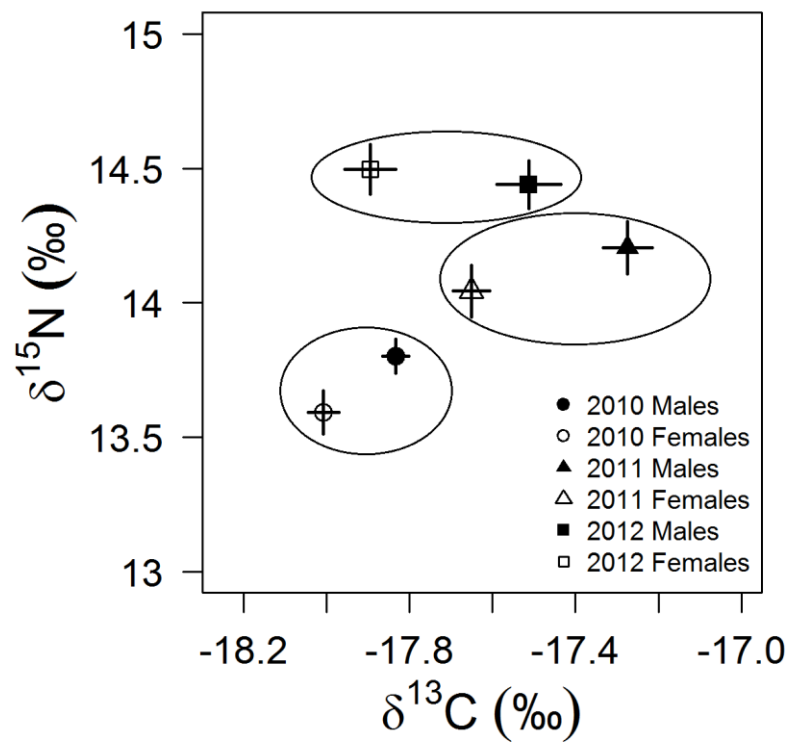 15
14.5
14
13.5
13
δ¹⁵N (‰)
2010 Males
2010 Females
2011 Males
2011 Females
2012 Males
2012 Females
-18.2 -17.8 -17.4 -17.0
δ¹³C (‰)